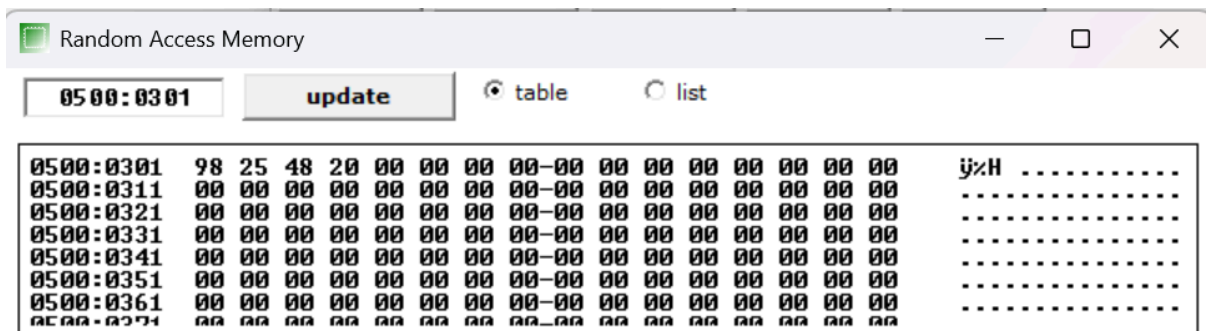 Random Access Memory
0500:0301 update table list
0500:0301 98 25 48 20 00 00 00 00-00 00 00 00 00 00 00 00 ÿ%H ............
0500:0311 00 00 00 00 00 00 00 00-00 00 00 00 00 00 00 00 ................
0500:0321 00 00 00 00 00 00 00 00-00 00 00 00 00 00 00 00 ................
0500:0331 00 00 00 00 00 00 00 00-00 00 00 00 00 00 00 00 ................
0500:0341 00 00 00 00 00 00 00 00-00 00 00 00 00 00 00 00 ................
0500:0351 00 00 00 00 00 00 00 00-00 00 00 00 00 00 00 00 ................
0500:0361 00 00 00 00 00 00 00 00-00 00 00 00 00 00 00 00 ................